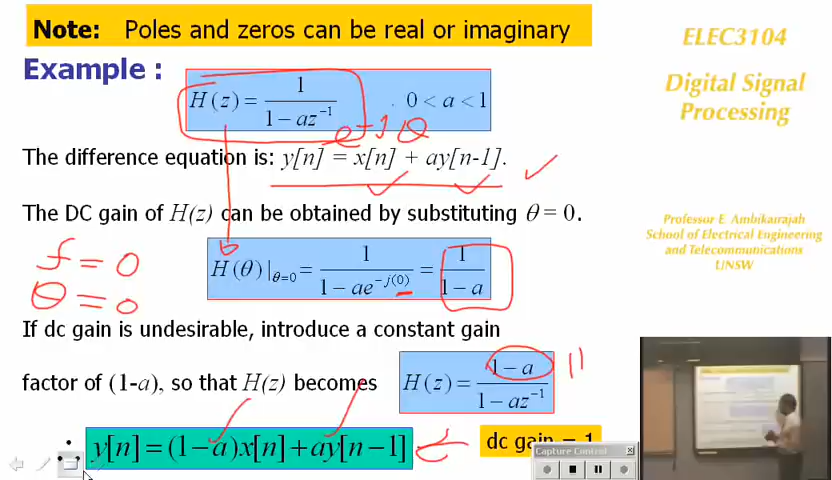 Note: Poles and zeros can be real or imaginary
ELEC3104
Digital Signal
Processing
Example :
H(z) = 1 / (1 − az⁻¹) 0 < a < 1
e^{+jθ}
The difference equation is: y[n] = x[n] + ay[n-1].
The DC gain of H(z) can be obtained by substituting θ = 0.
Professor E. Ambikairajah
School of Electrical Engineering
and Telecommunications
UNSW
f = 0
θ = 0
H(θ)|θ=0 = 1 / (1 − ae^{−j(0)}) = 1 / (1 − a)
If dc gain is undesirable, introduce a constant gain
factor of (1-a), so that H(z) becomes
H(z) = (1 − a) / (1 − az⁻¹)
∴ y[n] = (1 − a)x[n] + ay[n − 1]
dc gain = 1
Capture Control